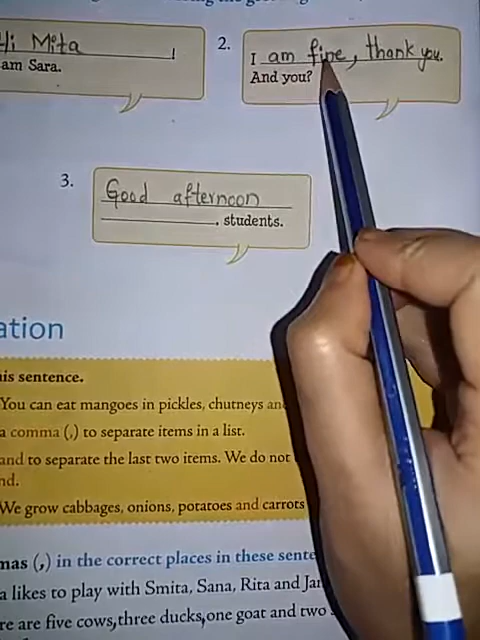 Hi Mita !
am Sara.
2.
I am fine, thank you.
And you?
3.
Good afternoon
. students.
ation
his sentence.
You can eat mangoes in pickles, chutneys an
a comma (,) to separate items in a list.
and to separate the last two items. We do not
nd.
We grow cabbages, onions, potatoes and carrots
mas (,) in the correct places in these sente
a likes to play with Smita, Sana, Rita and Jan
re are five cows,three ducks,one goat and two